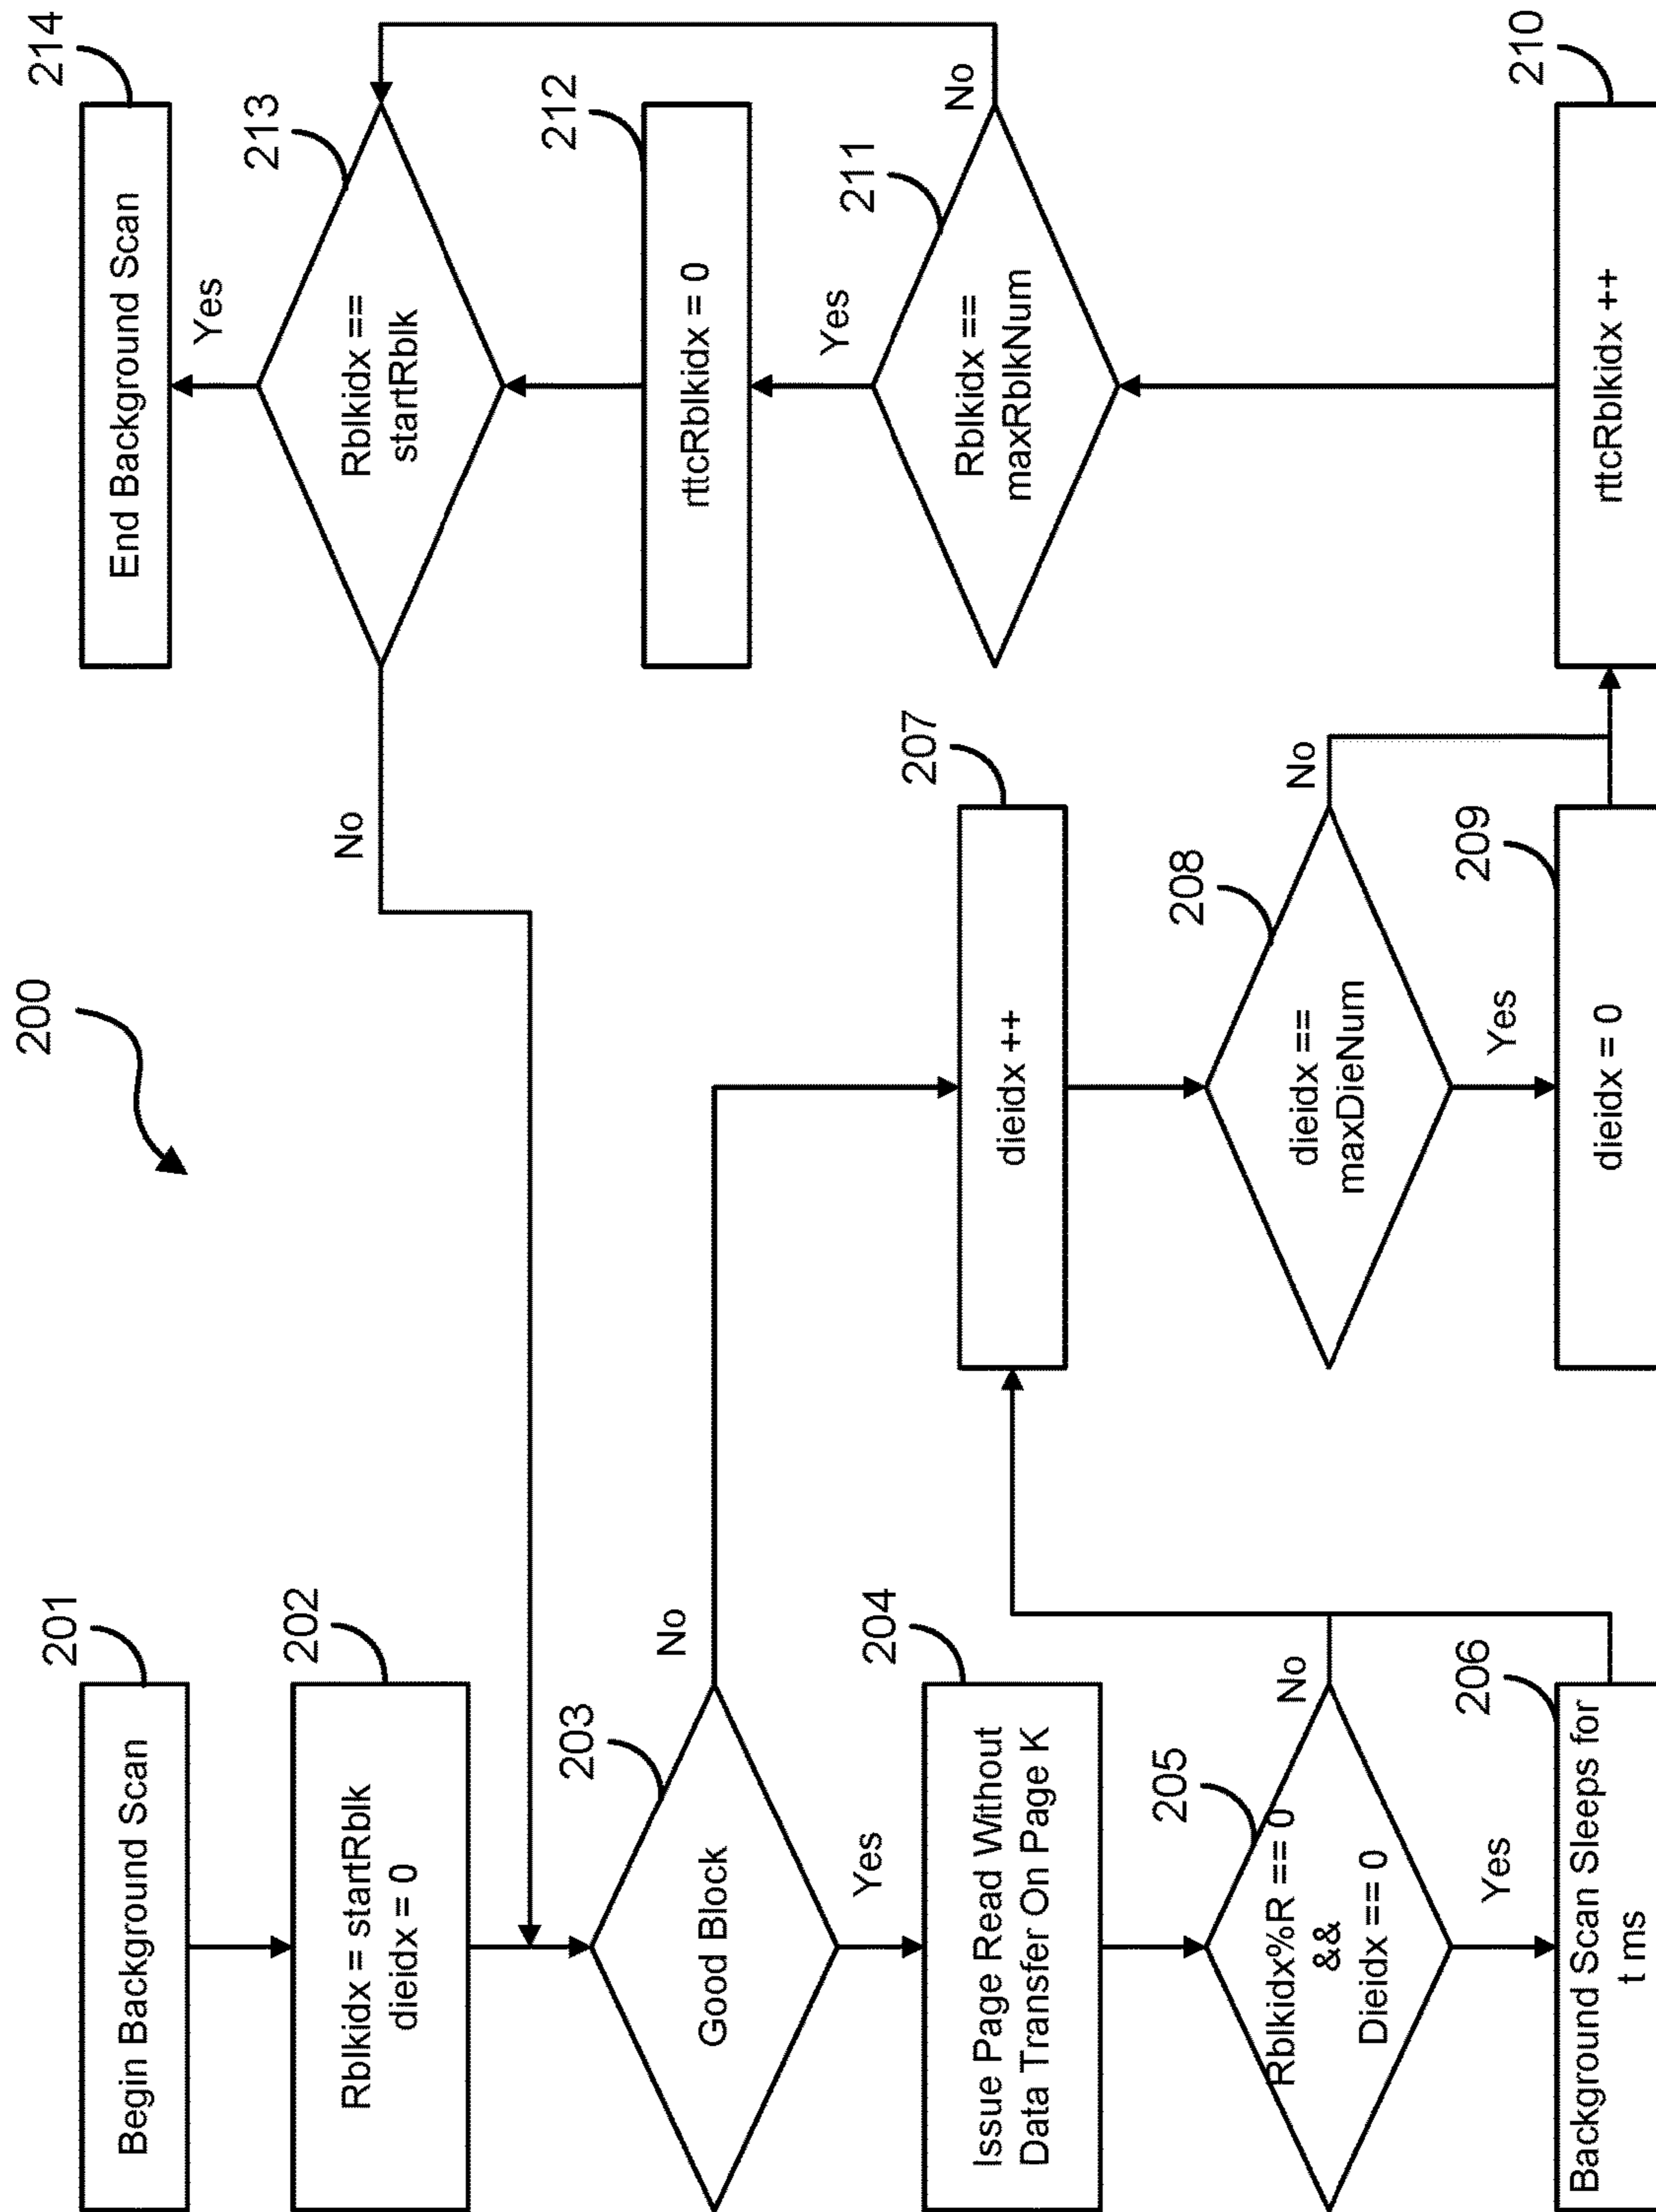 200
201
Begin Background Scan
202
Rblkidx = startRblk
dieidx = 0
203
Good Block
No
Yes
204
Issue Page Read Without
Data Transfer On Page K
205
Rblkidx%R == 0
&&
Dieidx == 0
No
Yes
206
Background Scan Sleeps for
t ms
207
dieidx ++
208
dieidx ==
maxDieNum
No
Yes
209
dieidx = 0
210
rttcRblkidx ++
211
Rblkidx ==
maxRblkNum
No
Yes
212
rttcRblkidx = 0
213
Rblkidx ==
startRblk
No
Yes
214
End Background Scan